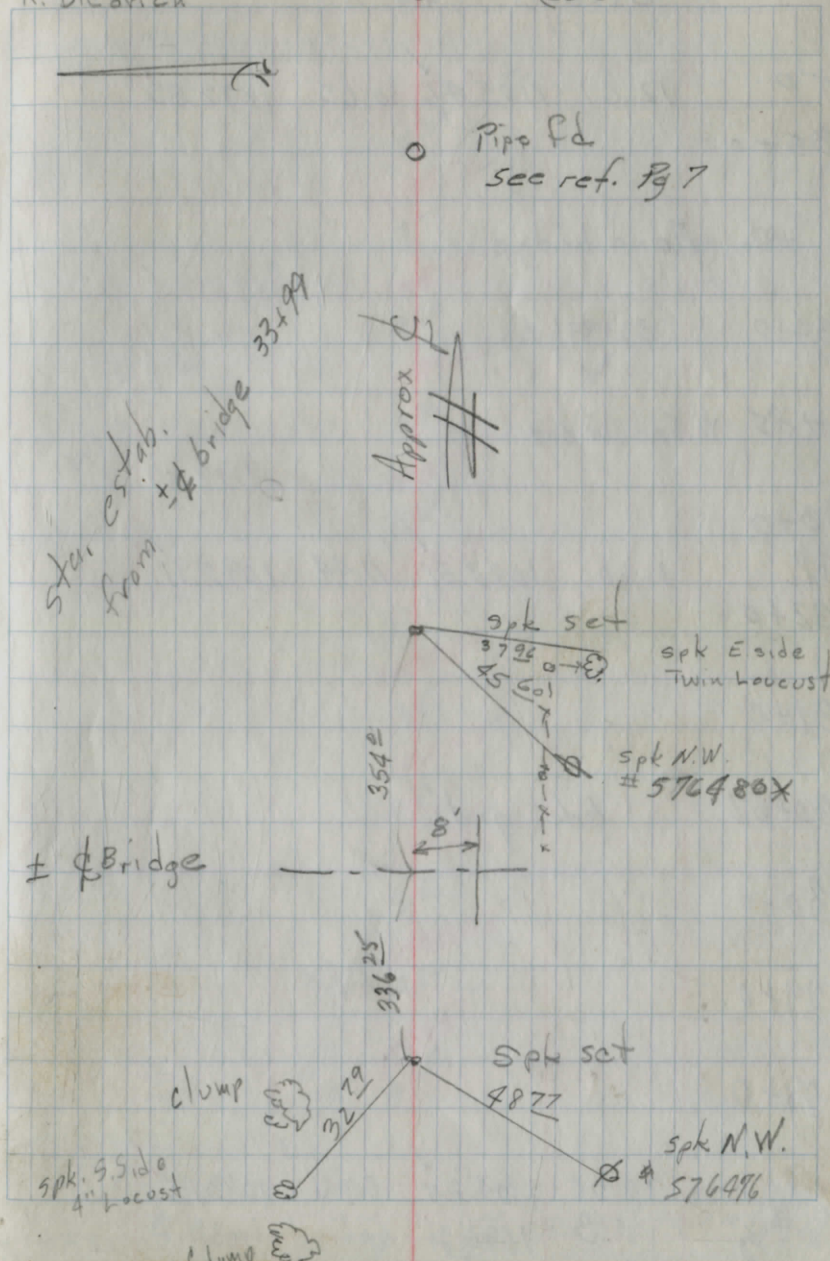 Pipe fd
see ref. Pg 7
Sta. estab.
from ± ℄ bridge 33+99
Approx ℄
spk set
37 96
45 60
spk E side
Twin Loucust
spk N.W.
# 576480X
354
8'
± ℄ Bridge
336 25
Spk set
clump
32 79
48 77
spk. S. Side
4" Locust
spk N.W.
# 576476
Clump